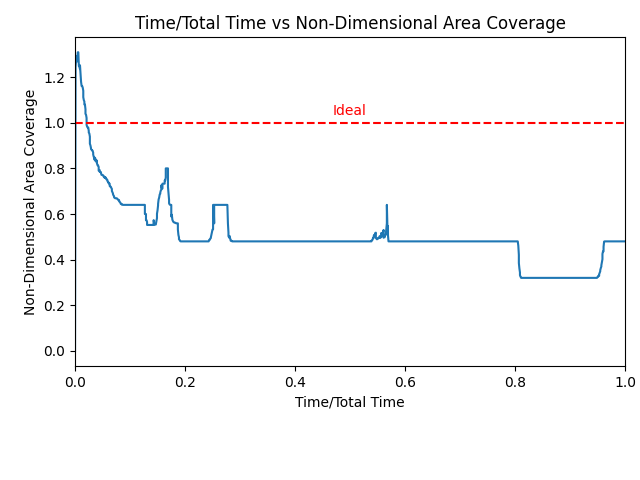 Time/Total Time vs Non-Dimensional Area Coverage
Non-Dimensional Area Coverage
1.2
1.0
0.8
0.6
0.4
0.2
0.0
Ideal
0.0 0.2 0.4 0.6 0.8 1.0
Time/Total Time